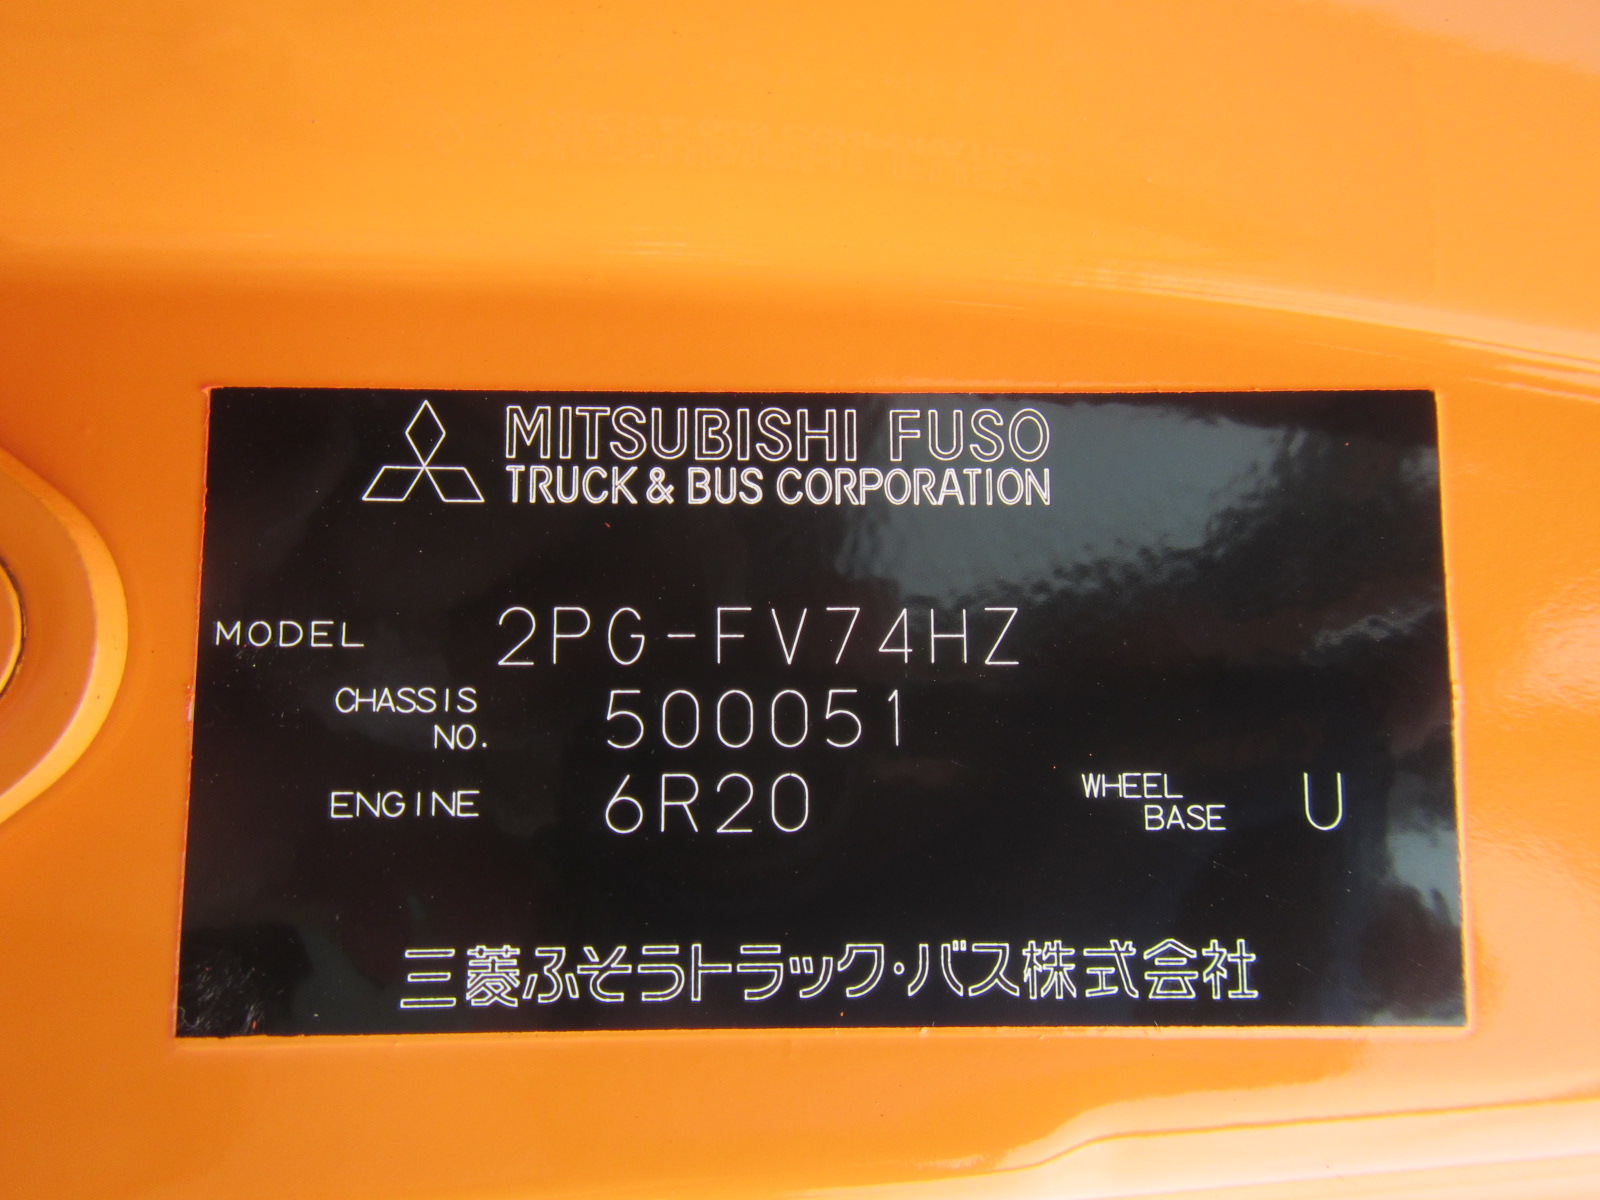 MITSUBISHI FUSO
TRUCK & BUS CORPORATION
MODEL 2PG-FV74HZ
CHASSIS NO. 500051
ENGINE 6R20 WHEEL BASE U
三菱ふそうトラック・バス株式会社